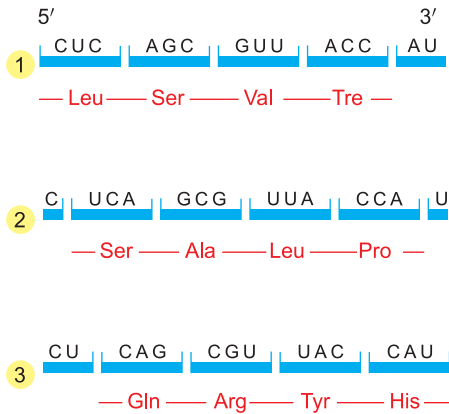 5′ 3′
CUC AGC GUU ACC AU
1
— Leu — Ser — Val — Tre —
C UCA GCG UUA CCA U
2
— Ser — Ala — Leu — Pro —
CU CAG CGU UAC CAU
3
— Gln — Arg — Tyr — His —